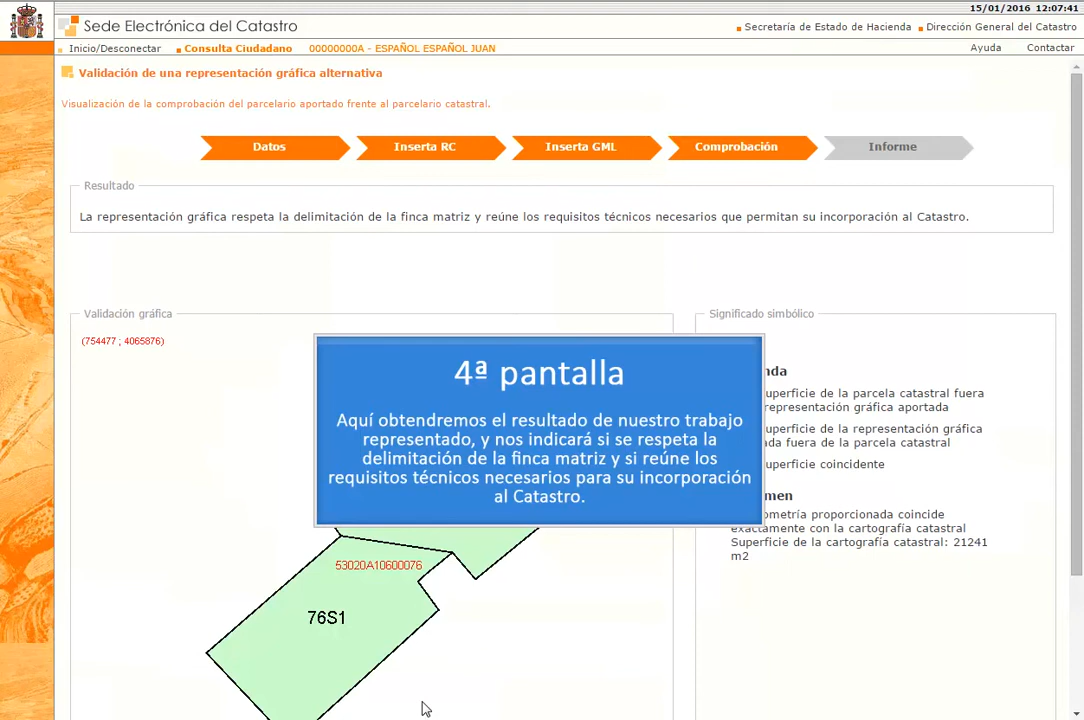 15/01/2016 12:07:41
Sede Electrónica del Catastro
Secretaría de Estado de Hacienda Dirección General del Catastro
Inicio/Desconectar Consulta Ciudadano 00000000A - ESPAÑOL ESPAÑOL JUAN Ayuda Contactar
Validación de una representación gráfica alternativa
Visualización de la comprobación del parcelario aportado frente al parcelario catastral.
Datos Inserta RC Inserta GML Comprobación Informe
Resultado
La representación gráfica respeta la delimitación de la finca matriz y reúne los requisitos técnicos necesarios que permitan su incorporación al Catastro.
Validación gráfica
(754477 ; 4065876)
4ª pantalla
Aquí obtendremos el resultado de nuestro trabajo
representado, y nos indicará si se respeta la
delimitación de la finca matriz y si reúne los
requisitos técnicos necesarios para su incorporación
al Catastro.
53020A10600076
76S1
Significado simbólico
de la parcela catastral fuera
representación gráfica aportada
de la representación gráfica
fuera de la parcela catastral
coincidente
proporcionada coincide
exactamente con la cartografía catastral
Superficie de la cartografía catastral: 21241
m2